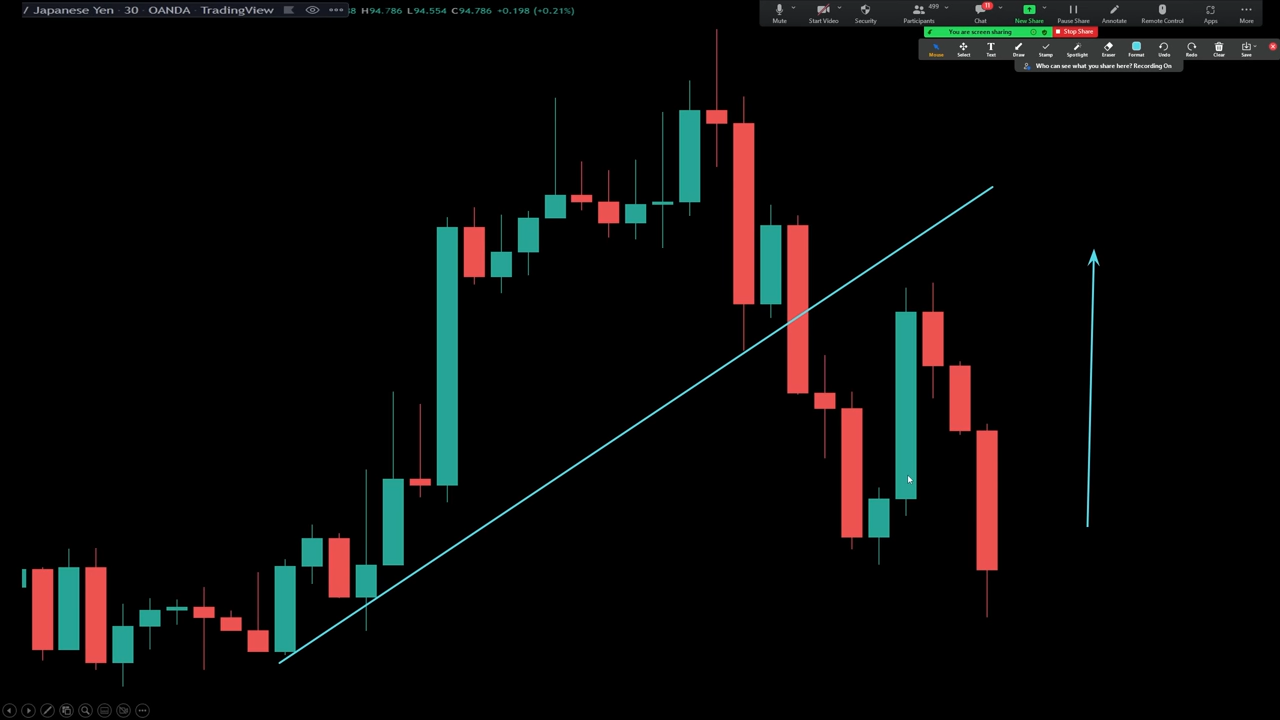 / Japanese Yen · 30 · OANDA · TradingView
H94.786 L94.554 C94.786 +0.198 (+0.21%)
499
11
Mute
Start Video
Security
Participants
Chat
New Share
Pause Share
Annotate
Remote Control
Apps
More
You are screen sharing
Stop Share
Mouse
Select
Text
Draw
Stamp
Spotlight
Eraser
Format
Undo
Redo
Clear
Save
Who can see what you share here? Recording On